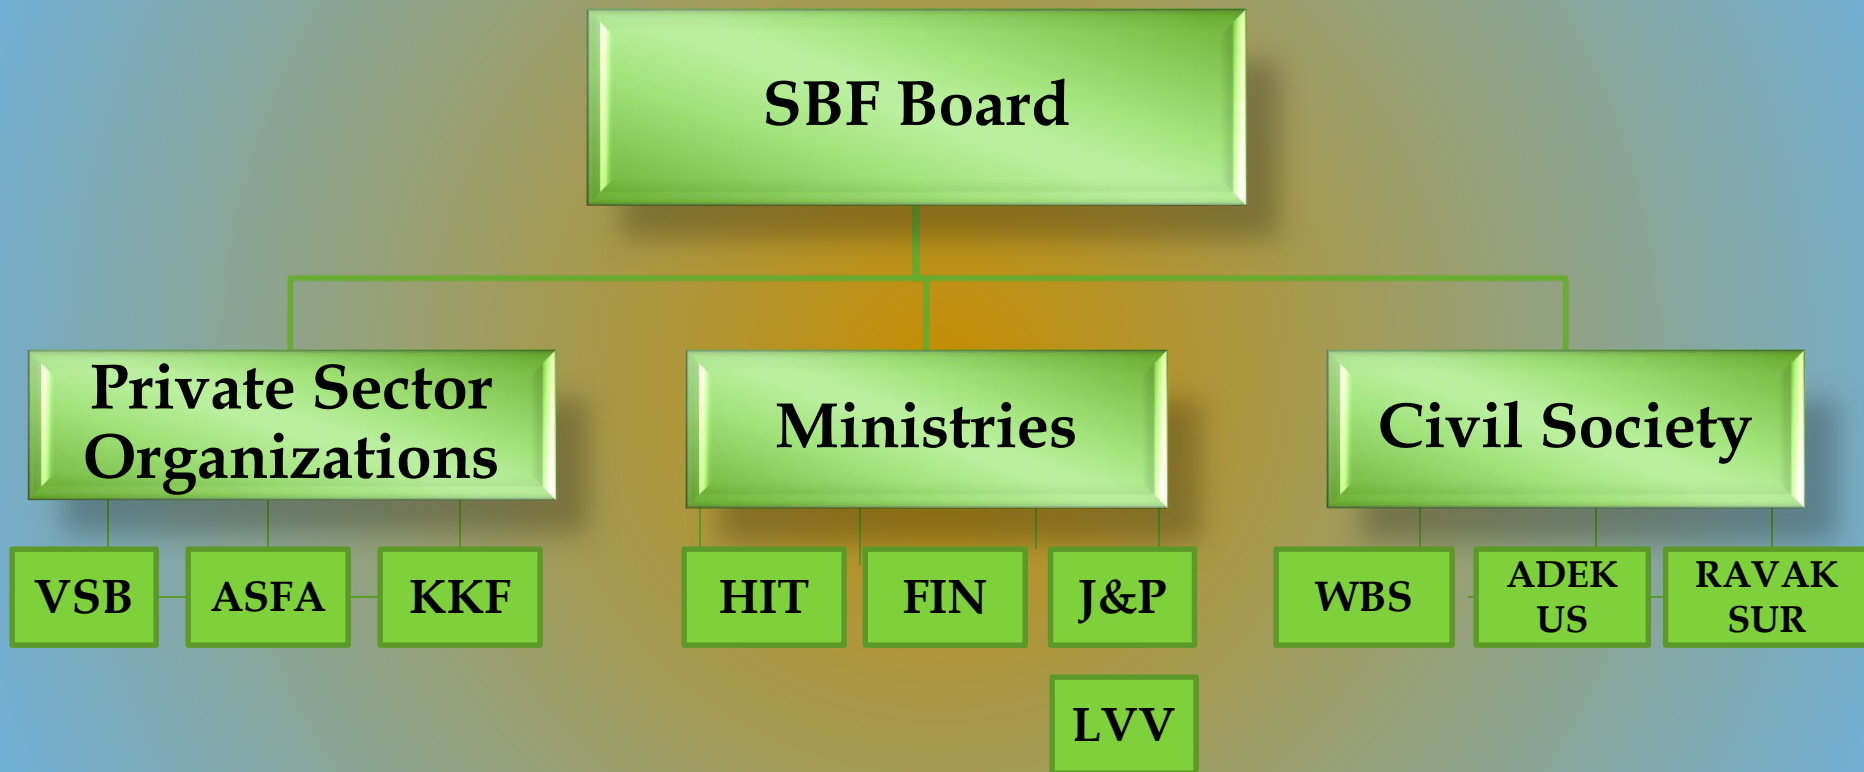 SBF Board
Private Sector
Organizations
Ministries
Civil Society
VSB
ASFA
KKF
HIT
FIN
J&P
WBS
ADEK
US
RAVAK
SUR
LVV